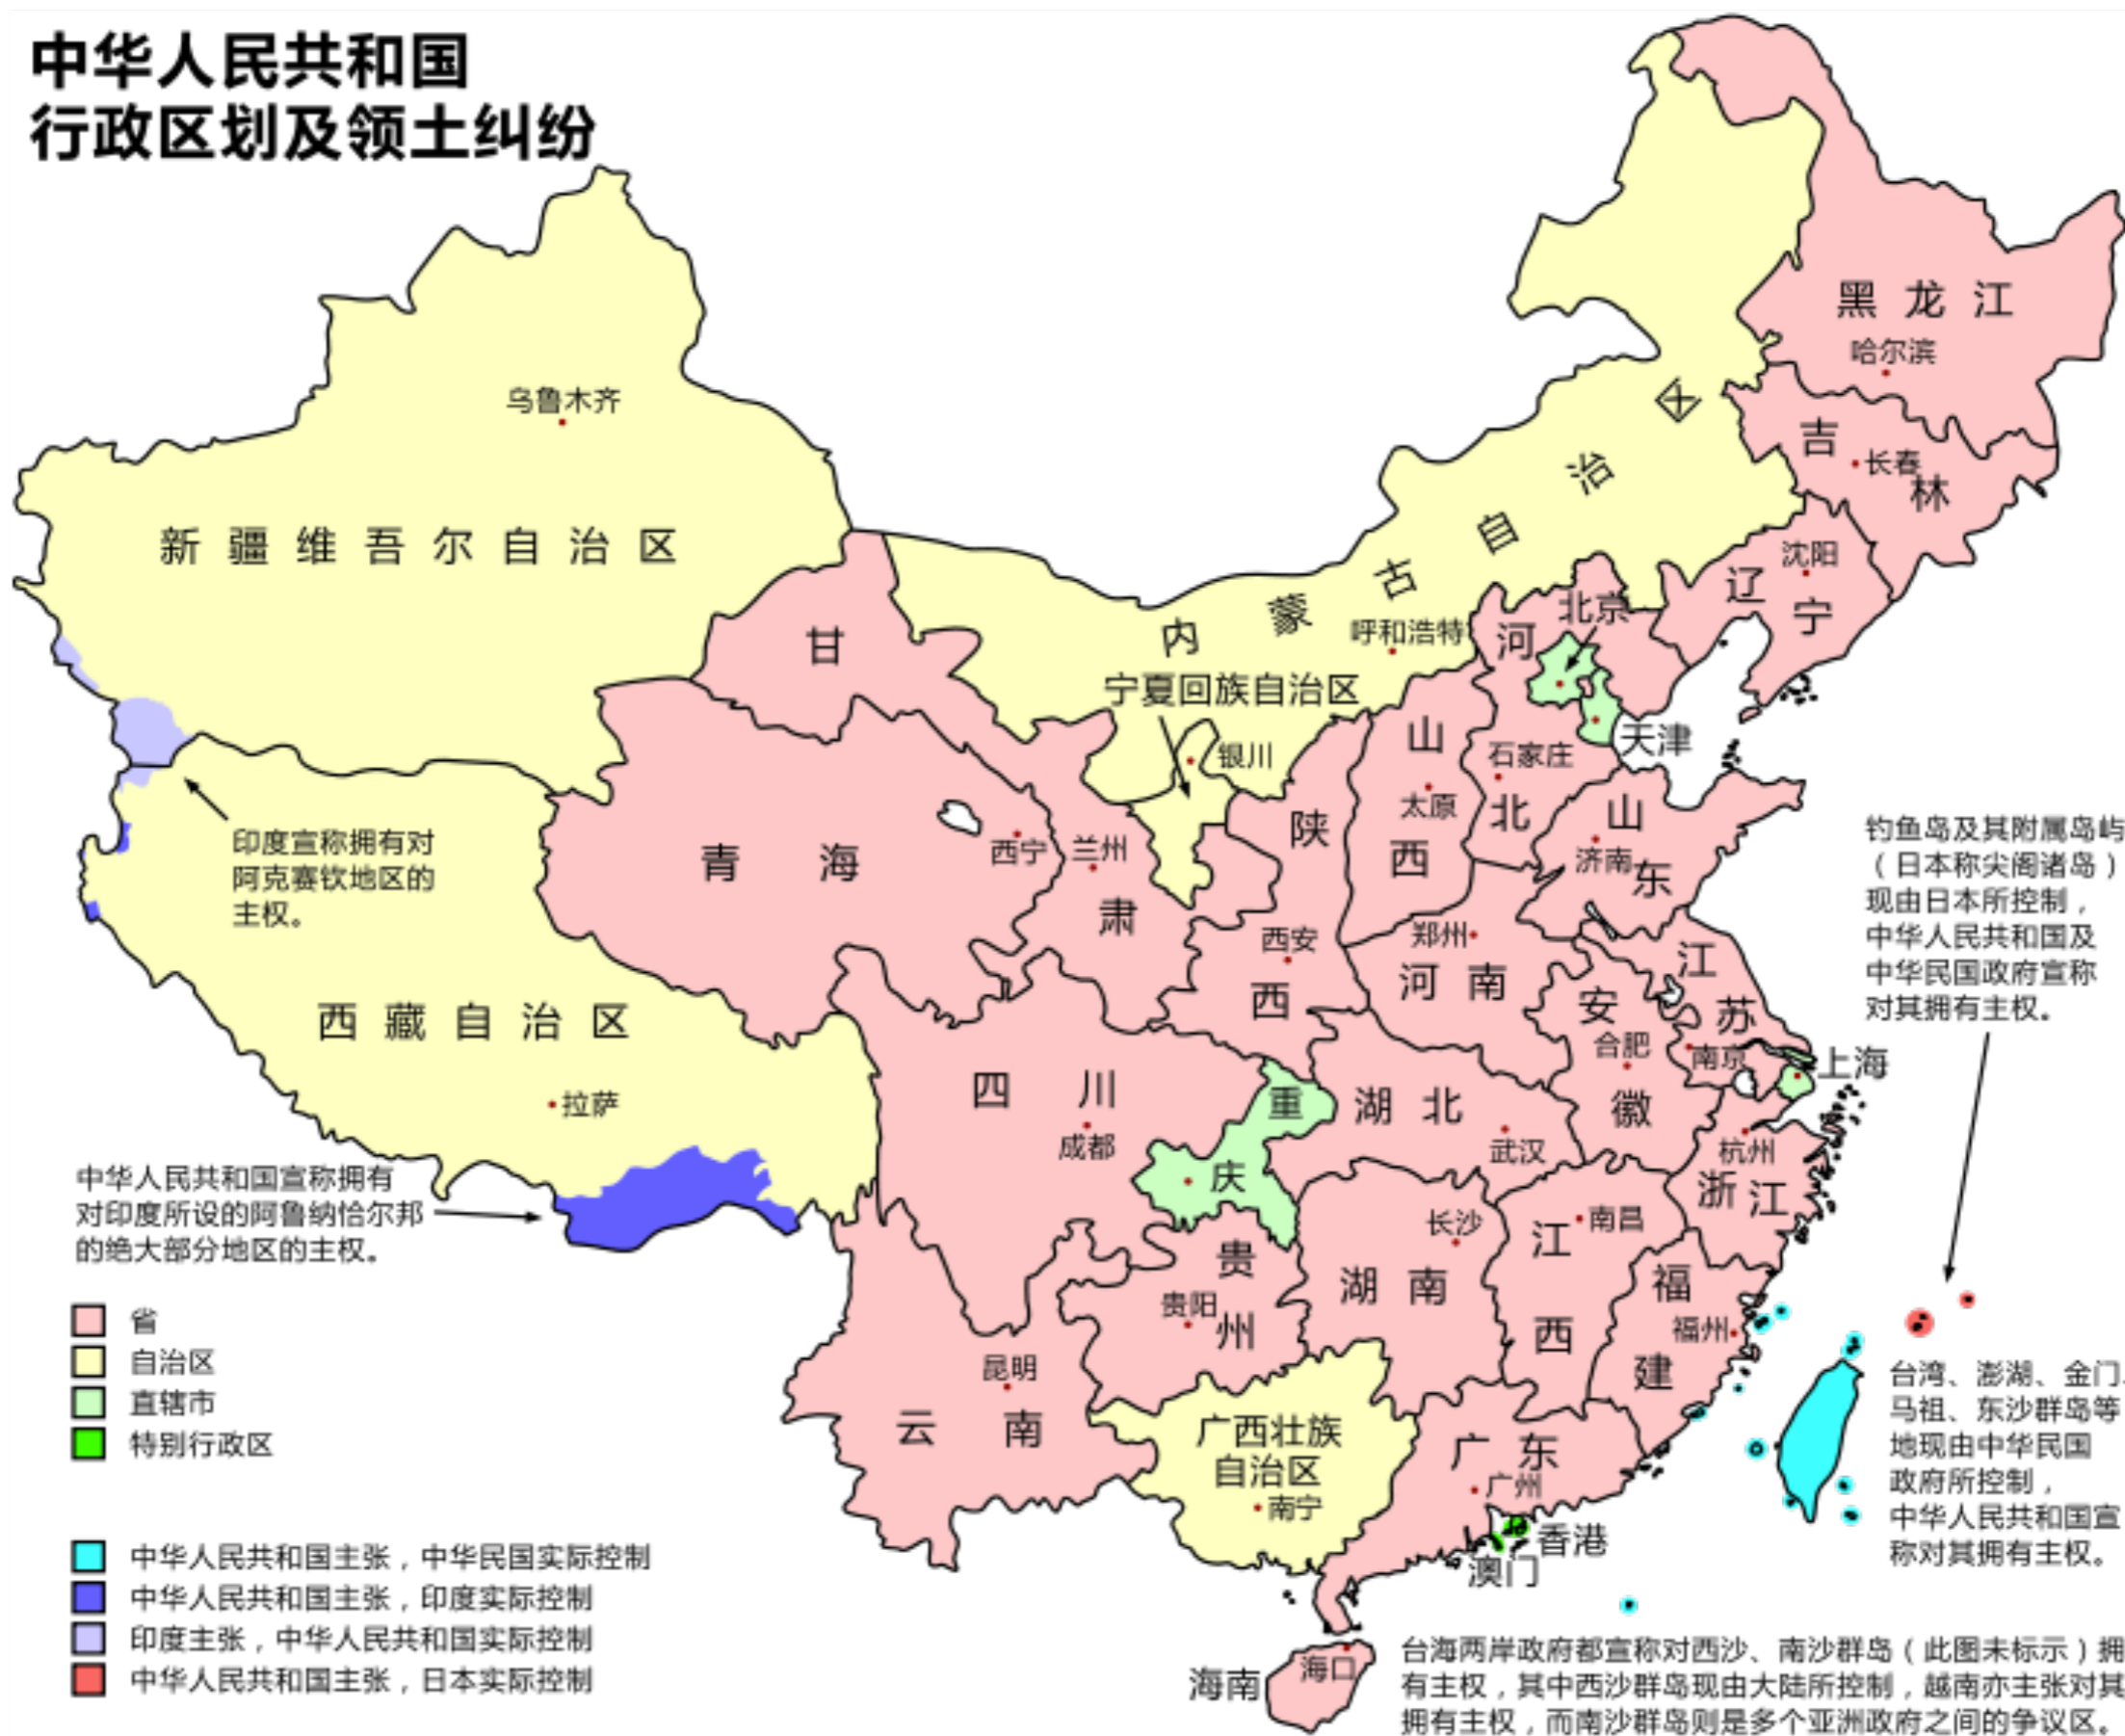 中华人民共和国
行政区划及领土纠纷
黑龙江
哈尔滨
乌鲁木齐
吉林
长春
新疆维吾尔自治区
沈阳
辽宁
内蒙古自治区
呼和浩特
北京
河北
甘肃
宁夏回族自治区
银川
天津
石家庄
山西
太原
山东
济南
陕西
西安
青海
西宁
兰州
印度宣称拥有对
阿克赛钦地区的
主权。
钓鱼岛及其附属岛屿
（日本称尖阁诸岛）
现由日本所控制，
中华人民共和国及
中华民国政府宣称
对其拥有主权。
郑州
河南
江苏
南京
安徽
合肥
上海
西藏自治区
拉萨
四川
成都
重庆
湖北
武汉
杭州
浙江
中华人民共和国宣称拥有
对印度所设的阿鲁纳恰尔邦
的绝大部分地区的主权。
长沙
湖南
南昌
江西
贵州
贵阳
福建
福州
昆明
云南
广西壮族
自治区
南宁
广东
广州
香港
澳门
台湾、澎湖、金门、
马祖、东沙群岛等
地现由中华民国
政府所控制，
中华人民共和国宣
称对其拥有主权。
省
自治区
直辖市
特别行政区
中华人民共和国主张，中华民国实际控制
中华人民共和国主张，印度实际控制
印度主张，中华人民共和国实际控制
中华人民共和国主张，日本实际控制
海南
海口
台海两岸政府都宣称对西沙、南沙群岛（此图未标示）拥
有主权，其中西沙群岛现由大陆所控制，越南亦主张对其
拥有主权，而南沙群岛则是多个亚洲政府之间的争议区。